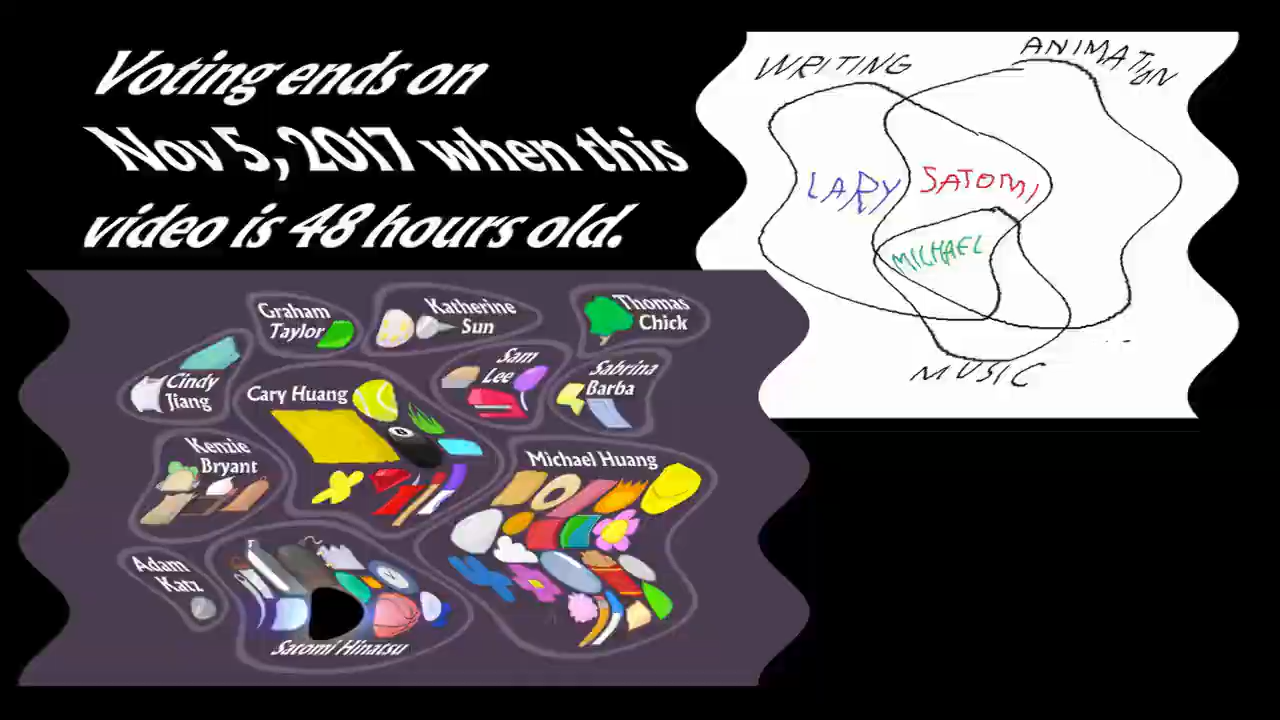 Voting ends on
Nov 5, 2017 when this
video is 48 hours old.
WRITING
ANIMATION
LARY
SATOMI
MICHAEL
MUSIC
Graham
Taylor
Katherine
Sun
Thomas
Chick
Cindy
Jiang
Cary Huang
Sam
Lee
Sabrina
Barba
Kenzie
Bryant
Michael Huang
Adam
Katz
Satomi Hinatsu
8